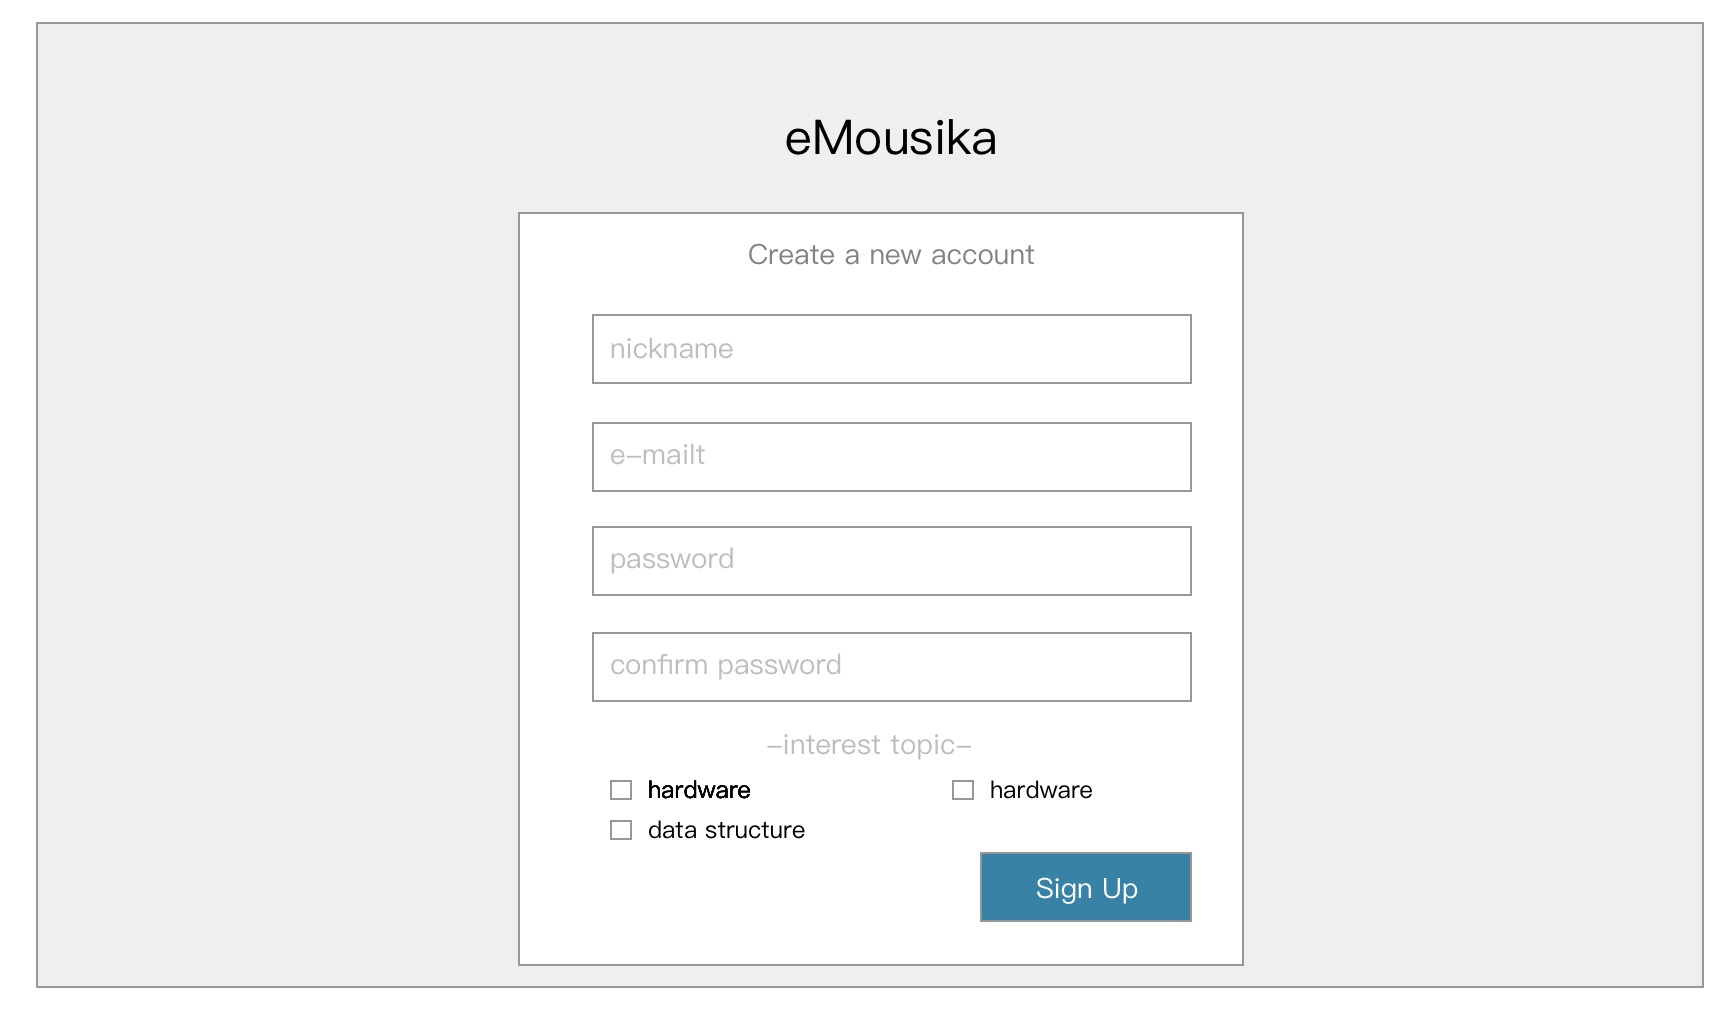 eMousika
Create a new account
nickname
e-mailt
password
confirm password
-interest topic-
hardware hardware
data structure
Sign Up